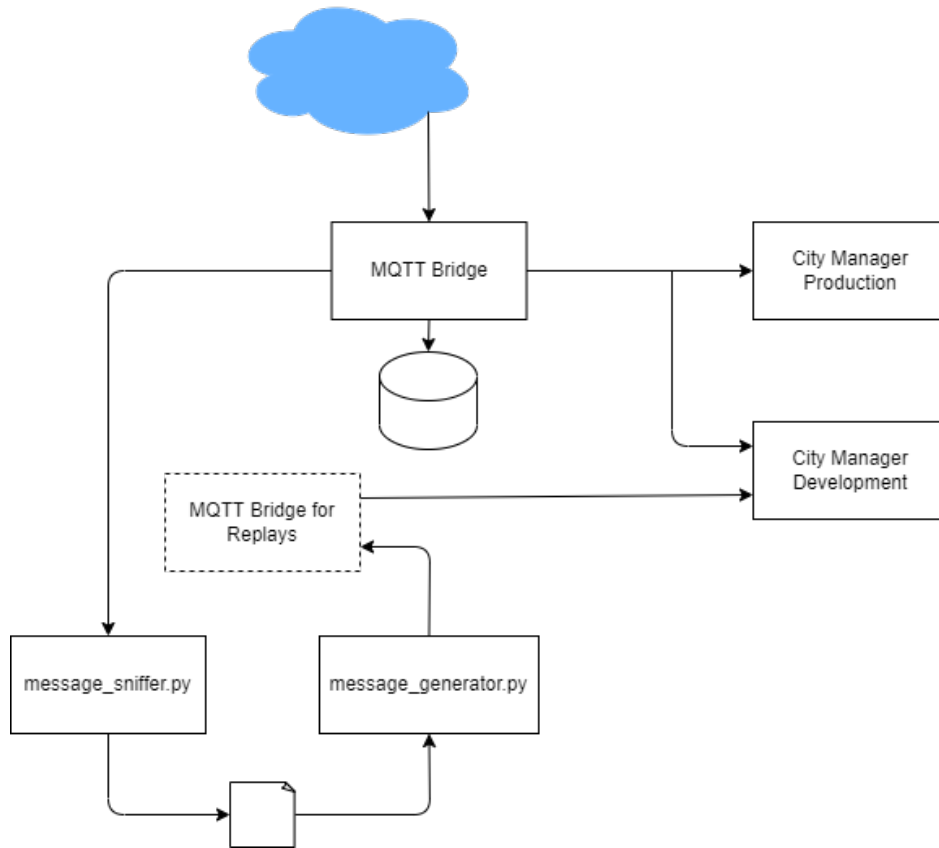 MQTT Bridge
City Manager
Production
City Manager
Development
MQTT Bridge for
Replays
message_sniffer.py
message_generator.py